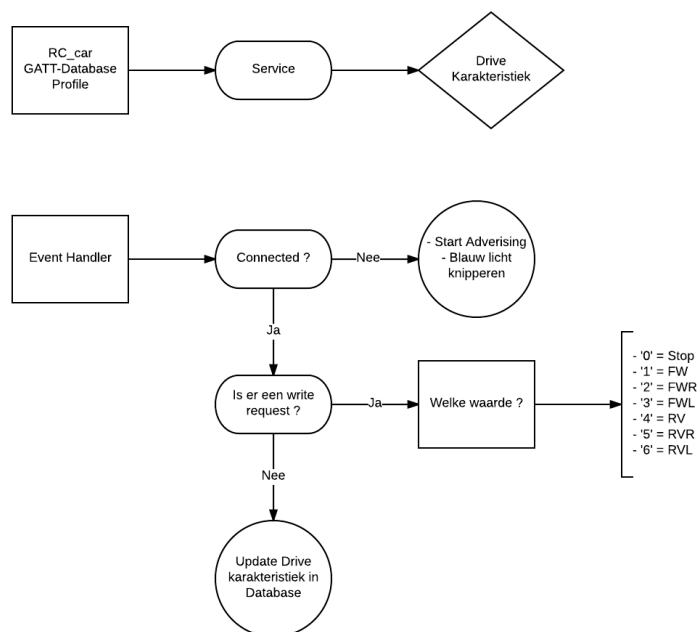 RC_car
GATT-Database
Profile
Service
Drive
Karakteristiek
Event Handler
Connected ?
Nee
- Start Adverising
- Blauw licht
knipperen
Ja
Is er een write
request ?
Ja
Welke waarde ?
- '0' = Stop
- '1' = FW
- '2' = FWR
- '3' = FWL
- '4' = RV
- '5' = RVR
- '6' = RVL
Nee
Update Drive
karakteristiek in
Database